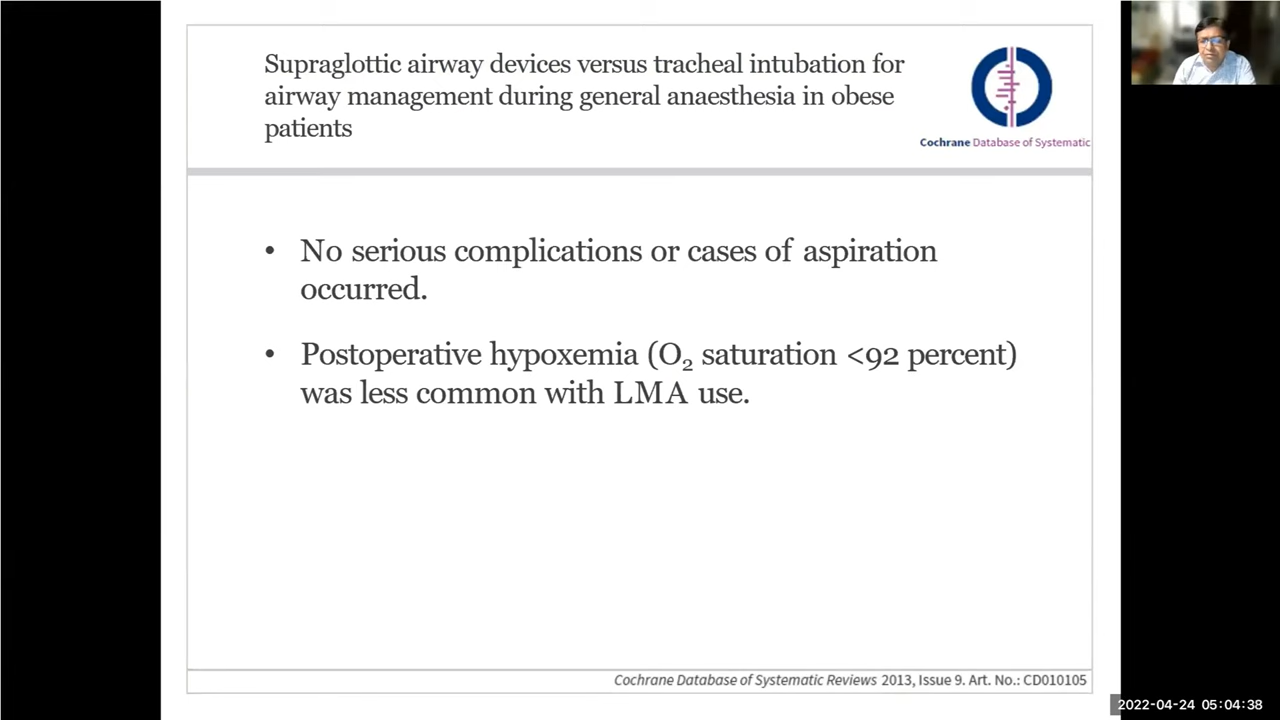 Supraglottic airway devices versus tracheal intubation for
airway management during general anaesthesia in obese
patients
Cochrane Database of Systematic
• No serious complications or cases of aspiration
occurred.
• Postoperative hypoxemia (O₂ saturation <92 percent)
was less common with LMA use.
Cochrane Database of Systematic Reviews 2013, Issue 9. Art. No.: CD010105
2022-04-24 05:04:38